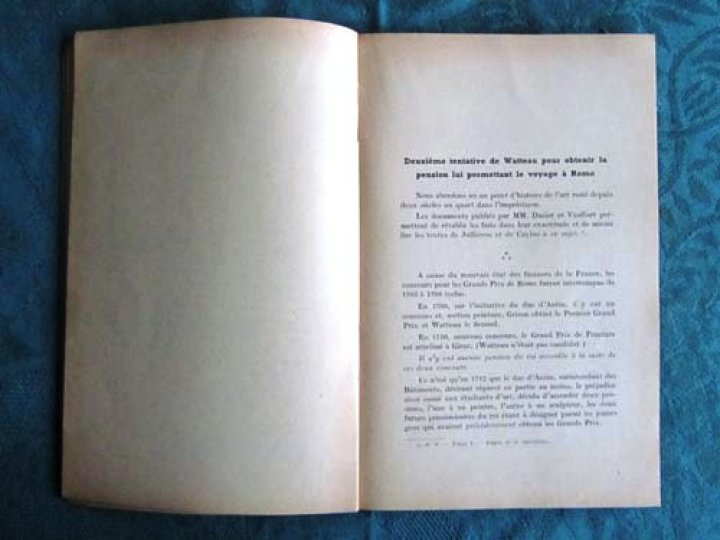 Deuxième tentative de Watteau pour obtenir la
pension lui permettant le voyage à Rome
Nous abordons ici un point d'histoire de l'art resté depuis
deux siècles un quart dans l'imprécision.
Les documents publiés par MM. Dacier et Vuaflart per-
mettent de rétablir les faits dans leur exactitude et de mieux
lire les textes de Jullienne et de Caylus à ce sujet
A cause du mauvais état des finances de la France, les
concours pour les Grands Prix de Rome furent interrompus de
à inclus.
En sur l'initiative du duc d'Antin, il y eut un
concours et, section peinture, Grison obtint le Premier Grand
Prix et Watteau le Second.
En nouveau concours, le Grand Prix de Peinture
est attribué à (Watteau n'était pas candidat.)
Il n'y eut aucune pension du roi accordée à la suite de
ces deux concours.
Ce n'est qu'en que le duc d'Antin, surintendant des
Bâtiments, désirant réparer en partie au moins, le préjudice
ainsi causé aux étudiants d'art, décida d'accorder deux pen-
sions, l'une à un peintre, l'autre à un sculpteur, les deux
futurs pensionnaires du roi étant à désigner parmi les jeunes
gens qui avaient précédemment obtenu les Grands Prix.